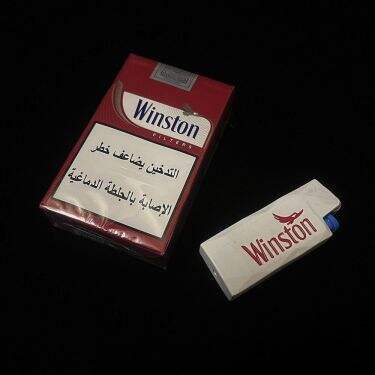 Winston
FILTERS
التدخين يضاعف خطر
الإصابة بالجلطة الدماغية
Winston